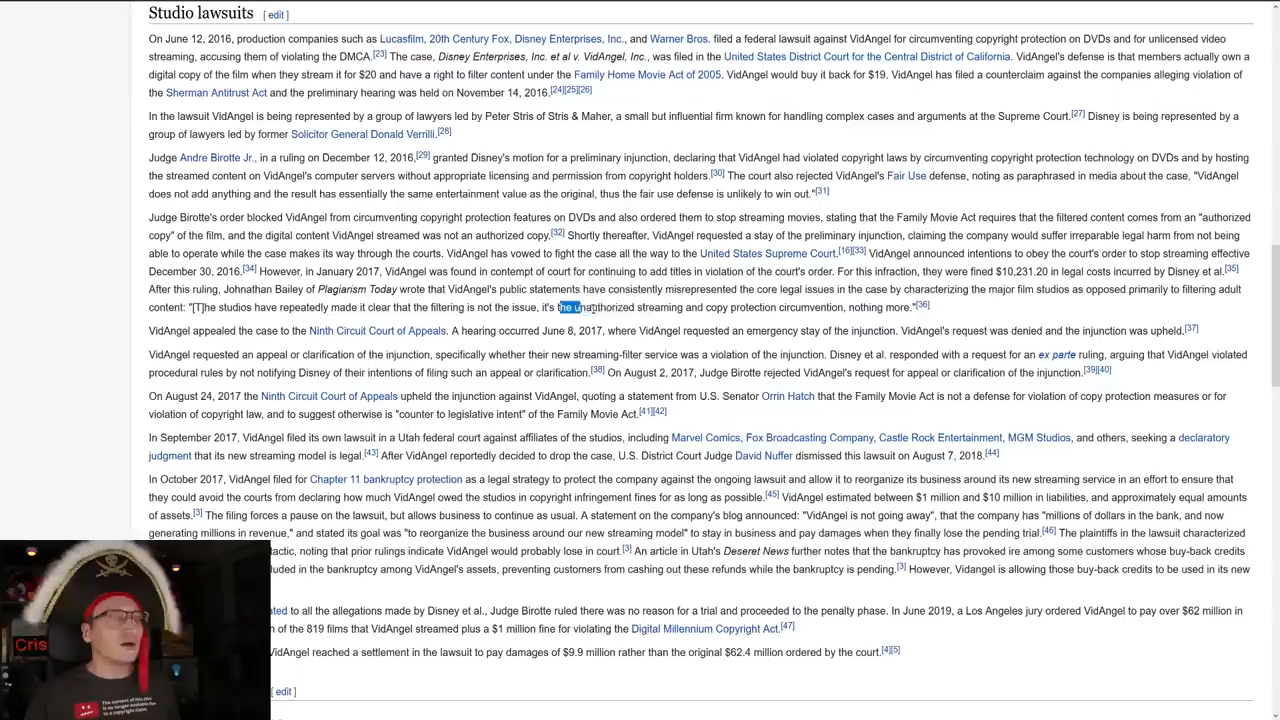 Studio lawsuits [ edit ]
On June 12, 2016, production companies such as Lucasfilm, 20th Century Fox, Disney Enterprises, Inc., and Warner Bros. filed a federal lawsuit against VidAngel for circumventing copyright protection on DVDs and for unlicensed video
streaming, accusing them of violating the DMCA.[23] The case, Disney Enterprises, Inc. et al v. VidAngel, Inc., was filed in the United States District Court for the Central District of California. VidAngel's defense is that members actually own a
digital copy of the film when they stream it for $20 and have a right to filter content under the Family Home Movie Act of 2005. VidAngel would buy it back for $19. VidAngel has filed a counterclaim against the companies alleging violation of
the Sherman Antitrust Act and the preliminary hearing was held on November 14, 2016.[24][25][26]
In the lawsuit VidAngel is being represented by a group of lawyers led by Peter Stris of Stris & Maher, a small but influential firm known for handling complex cases and arguments at the Supreme Court.[27] Disney is being represented by a
group of lawyers led by former Solicitor General Donald Verrilli.[28]
Judge Andre Birotte Jr., in a ruling on December 12, 2016,[29] granted Disney's motion for a preliminary injunction, declaring that VidAngel had violated copyright laws by circumventing copyright protection technology on DVDs and by hosting
the streamed content on VidAngel's computer servers without appropriate licensing and permission from copyright holders.[30] The court also rejected VidAngel's Fair Use defense, noting as paraphrased in media about the case, "VidAngel
does not add anything and the result has essentially the same entertainment value as the original, thus the fair use defense is unlikely to win out."[31]
Judge Birotte's order blocked VidAngel from circumventing copyright protection features on DVDs and also ordered them to stop streaming movies, stating that the Family Movie Act requires that the filtered content comes from an "authorized
copy" of the film, and the digital content VidAngel streamed was not an authorized copy.[32] Shortly thereafter, VidAngel requested a stay of the preliminary injunction, claiming the company would suffer irreparable legal harm from not being
able to operate while the case makes its way through the courts. VidAngel has vowed to fight the case all the way to the United States Supreme Court.[16][33] VidAngel announced intentions to obey the court's order to stop streaming effective
December 30, 2016.[34] However, in January 2017, VidAngel was found in contempt of court for continuing to add titles in violation of the court's order. For this infraction, they were fined $10,231.20 in legal costs incurred by Disney et al.[35]
After this ruling, Johnathan Bailey of Plagiarism Today wrote that VidAngel's public statements have consistently misrepresented the core legal issues in the case by characterizing the major film studios as opposed primarily to filtering adult
content: "[T]he studios have repeatedly made it clear that the filtering is not the issue, it's the unauthorized streaming and copy protection circumvention, nothing more."[36]
VidAngel appealed the case to the Ninth Circuit Court of Appeals. A hearing occurred June 8, 2017, where VidAngel requested an emergency stay of the injunction. VidAngel's request was denied and the injunction was upheld.[37]
VidAngel requested an appeal or clarification of the injunction, specifically whether their new streaming-filter service was a violation of the injunction. Disney et al. responded with a request for an ex parte ruling, arguing that VidAngel violated
procedural rules by not notifying Disney of their intentions of filing such an appeal or clarification.[38] On August 2, 2017, Judge Birotte rejected VidAngel's request for appeal or clarification of the injunction.[39][40]
On August 24, 2017 the Ninth Circuit Court of Appeals upheld the injunction against VidAngel, quoting a statement from U.S. Senator Orrin Hatch that the Family Movie Act is not a defense for violation of copy protection measures or for
violation of copyright law, and to suggest otherwise is "counter to legislative intent" of the Family Movie Act.[41][42]
In September 2017, VidAngel filed its own lawsuit in a Utah federal court against affiliates of the studios, including Marvel Comics, Fox Broadcasting Company, Castle Rock Entertainment, MGM Studios, and others, seeking a declaratory
judgment that its new streaming model is legal.[43] After VidAngel reportedly decided to drop the case, U.S. District Court Judge David Nuffer dismissed this lawsuit on August 7, 2018.[44]
In October 2017, VidAngel filed for Chapter 11 bankruptcy protection as a legal strategy to protect the company against the ongoing lawsuit and allow it to reorganize its business around its new streaming service in an effort to ensure that
they could avoid the courts from declaring how much VidAngel owed the studios in copyright infringement fines for as long as possible.[45] VidAngel estimated between $1 million and $10 million in liabilities, and approximately equal amounts
of assets.[3] The filing forces a pause on the lawsuit, but allows business to continue as usual. A statement on the company's blog announced: "VidAngel is not going away", that the company has "millions of dollars in the bank, and now
generating millions in revenue," and stated its goal was "to reorganize the business around our new streaming model" to stay in business and pay damages when they finally lose the pending trial.[46] The plaintiffs in the lawsuit characterized
tactic, noting that prior rulings indicate VidAngel would probably lose in court.[3] An article in Utah's Deseret News further notes that the bankruptcy has provoked ire among some customers whose buy-back credits
luded in the bankruptcy among VidAngel's assets, preventing customers from cashing out these refunds while the bankruptcy is pending.[3] However, Vidangel is allowing those buy-back credits to be used in its new
ated to all the allegations made by Disney et al., Judge Birotte ruled there was no reason for a trial and proceeded to the penalty phase. In June 2019, a Los Angeles jury ordered VidAngel to pay over $62 million in
n of the 819 films that VidAngel streamed plus a $1 million fine for violating the Digital Millennium Copyright Act.[47]
VidAngel reached a settlement in the lawsuit to pay damages of $9.9 million rather than the original $62.4 million ordered by the court.[4][5]
[ edit ]
Cris